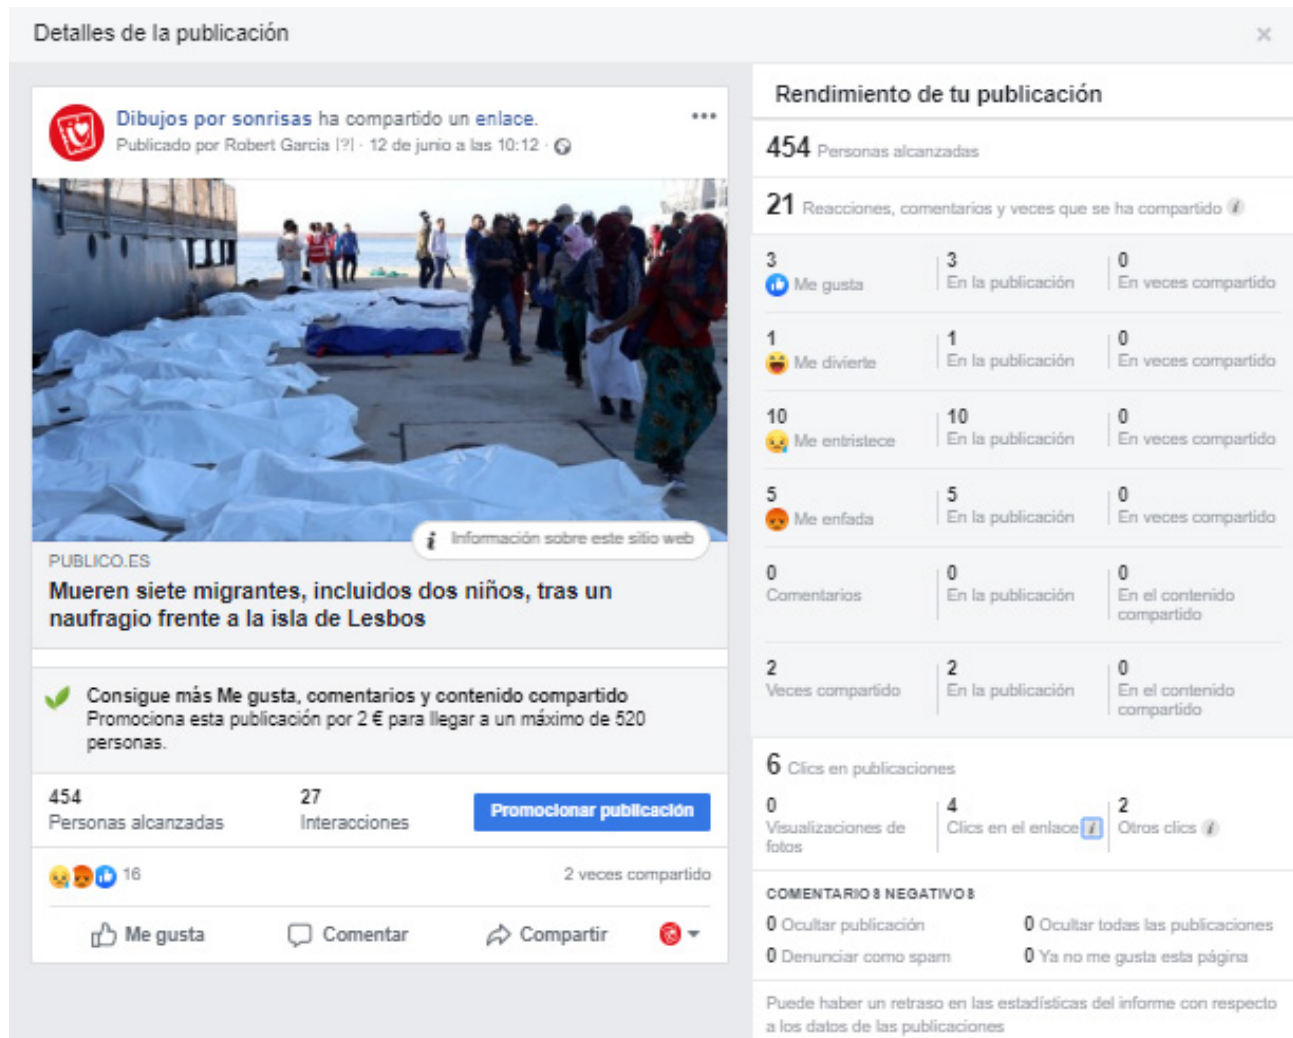 Detalles de la publicación
Dibujos por sonrisas ha compartido un enlace.
Publicado por Robert Garcia [?] · 12 de junio a las 10:12 ·
Información sobre este sitio web
PUBLICO.ES
Mueren siete migrantes, incluidos dos niños, tras un
naufragio frente a la isla de Lesbos
Consigue más Me gusta, comentarios y contenido compartido
Promociona esta publicación por 2 € para llegar a un máximo de 520
personas.
454
Personas alcanzadas
27
Interacciones
Promocionar publicación
16
2 veces compartido
Me gusta
Comentar
Compartir
Rendimiento de tu publicación
454 Personas alcanzadas
21 Reacciones, comentarios y veces que se ha compartido
3
Me gusta
3
En la publicación
0
En veces compartido
1
Me divierte
1
En la publicación
0
En veces compartido
10
Me entristece
10
En la publicación
0
En veces compartido
5
Me enfada
5
En la publicación
0
En veces compartido
0
Comentarios
0
En la publicación
0
En el contenido
compartido
2
Veces compartido
2
En la publicación
0
En el contenido
compartido
6 Clics en publicaciones
0
Visualizaciones de
fotos
4
Clics en el enlace
2
Otros clics
COMENTARIOS NEGATIVOS
0 Ocultar publicación
0 Ocultar todas las publicaciones
0 Denunciar como spam
0 Ya no me gusta esta página
Puede haber un retraso en las estadísticas del informe con respecto
a los datos de las publicaciones